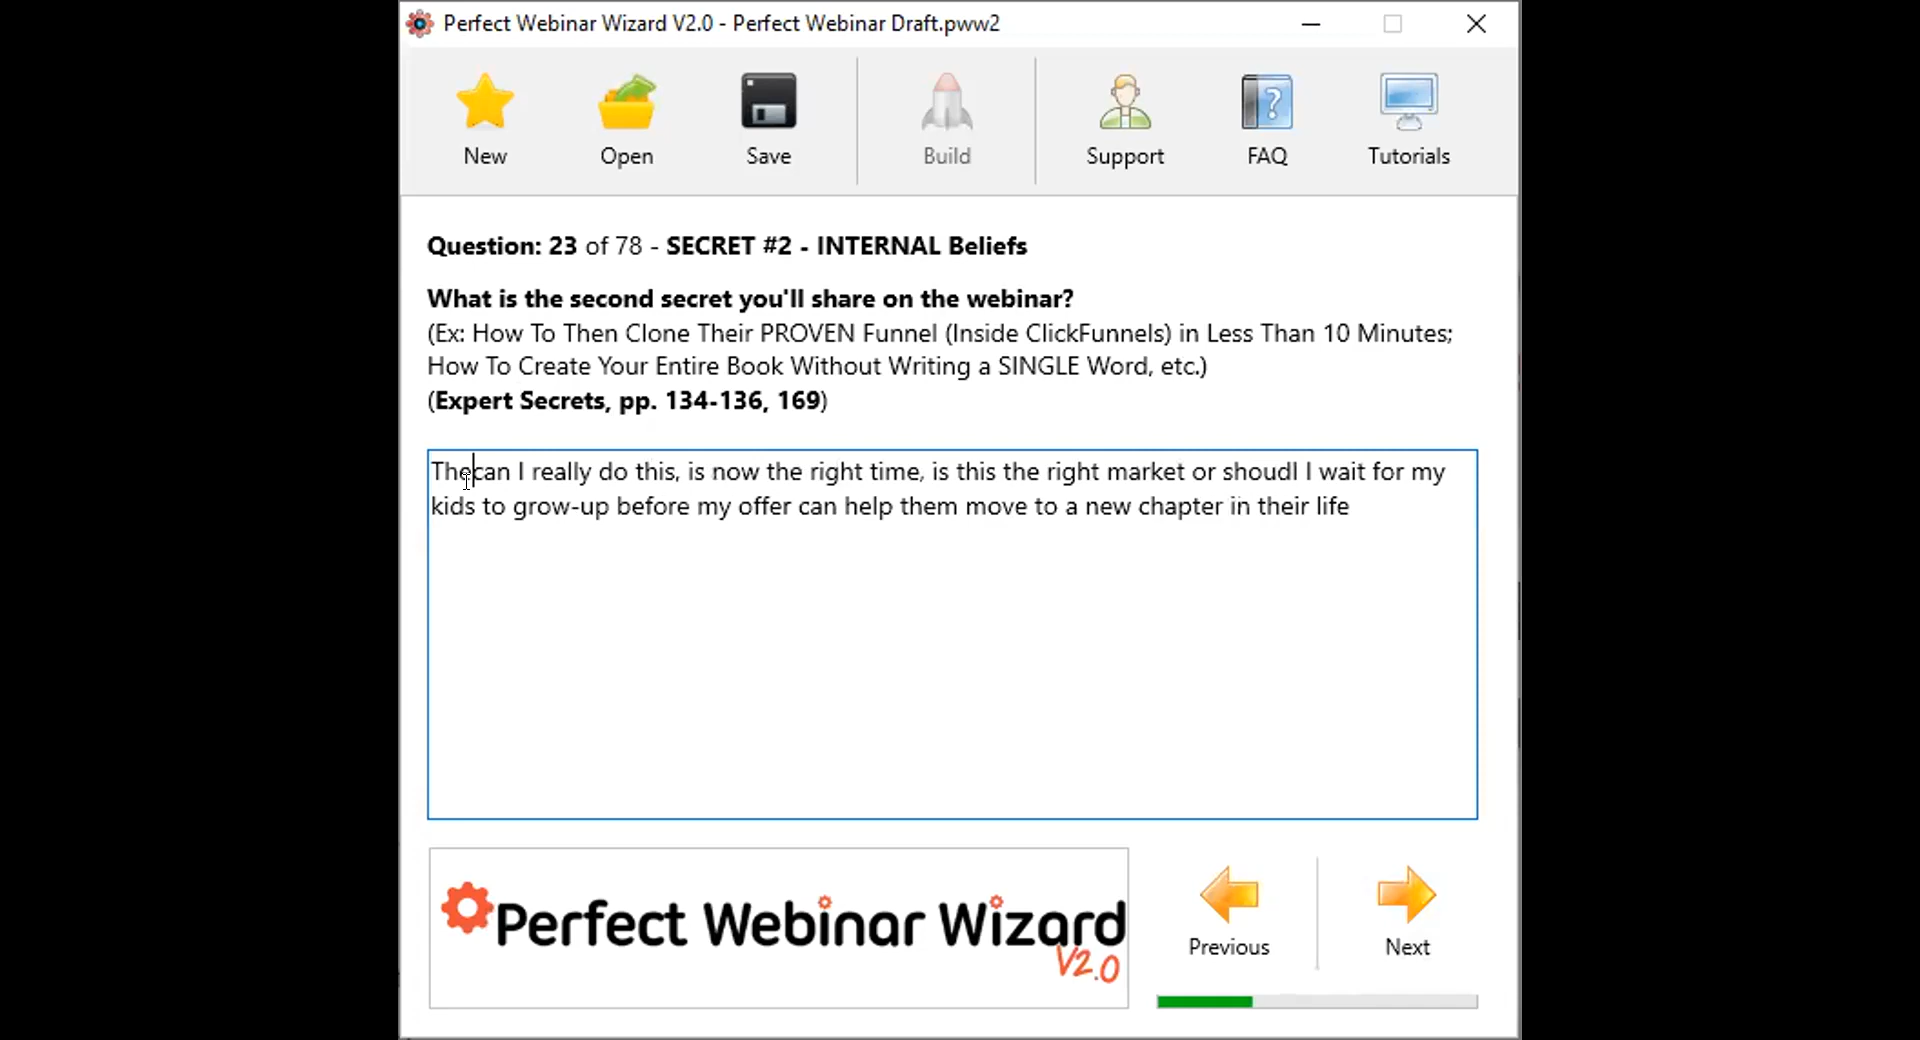 Perfect Webinar Wizard V2.0 - Perfect Webinar Draft.pww2
New Open Save Build Support FAQ Tutorials
Question: 23 of 78 - SECRET #2 - INTERNAL Beliefs
What is the second secret you'll share on the webinar?
(Ex: How To Then Clone Their PROVEN Funnel (Inside ClickFunnels) in Less Than 10 Minutes;
How To Create Your Entire Book Without Writing a SINGLE Word, etc.)
(Expert Secrets, pp. 134-136, 169)
Thecan I really do this, is now the right time, is this the right market or shoudl I wait for my
kids to grow-up before my offer can help them move to a new chapter in their life
Perfect Webinar Wizard
V2.0
Previous Next